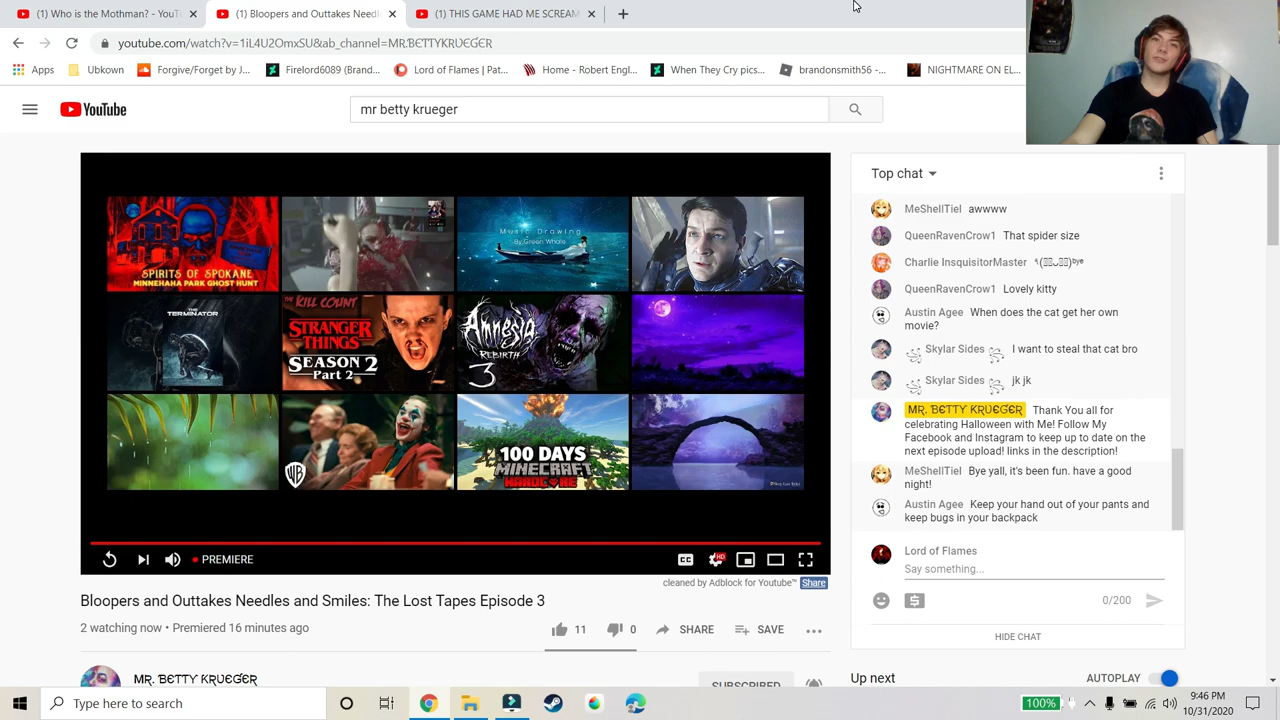 (1) Who is the Mothman? - YouT
(1) Bloopers and Outtakes Needl
(1) THIS GAME HAD ME SCREAM
youtube.com/watch?v=1iL4U2OmxSU&ab_channel=MR.ƁЄƬƬƳƘƦƲЄƓЄƦ
Apps
Ubkown
Forgive/Forget by J...
Firelord6089 (Brand...
Lord of Flames | Pat...
Home - Robert Engl...
When They Cry pics...
brandonsmith56 -...
NIGHTMARE ON EL...
YouTube
mr betty krueger
SPIRITS OF SPOKANE
MINNEHAHA PARK GHOST HUNT
Music Drawing
By Green Whale
THE
TERMINATOR
THE KILL COUNT
STRANGER
THINGS
SEASON 2
Part 2
Amnesia
REBIRTH
3
WB
100 DAYS
MINECRAFT
HARDCORE
PREMIERE
CC
HD
cleaned by Adblock for Youtube™ Share
Bloopers and Outtakes Needles and Smiles: The Lost Tapes Episode 3
2 watching now • Premiered 16 minutes ago
11
0
SHARE
SAVE
MR. ƁЄƬƬƳ ƘƦƲЄƓЄƦ
SUBSCRIBED
Top chat
MeShellTiel awwww
QueenRavenCrow1 That spider size
Charlie InsquisitorMaster
QueenRavenCrow1 Lovely kitty
Austin Agee When does the cat get her own
movie?
Skylar Sides I want to steal that cat bro
Skylar Sides jk jk
MR. ƁЄƬƬƳ ƘƦƲЄƓЄƦ Thank You all for
celebrating Halloween with Me! Follow My
Facebook and Instagram to keep up to date on the
next episode upload! links in the description!
MeShellTiel Bye yall, it's been fun. have a good
night!
Austin Agee Keep your hand out of your pants and
keep bugs in your backpack
Lord of Flames
Say something...
0/200
HIDE CHAT
Up next
AUTOPLAY
Type here to search
100%
9:46 PM
10/31/2020